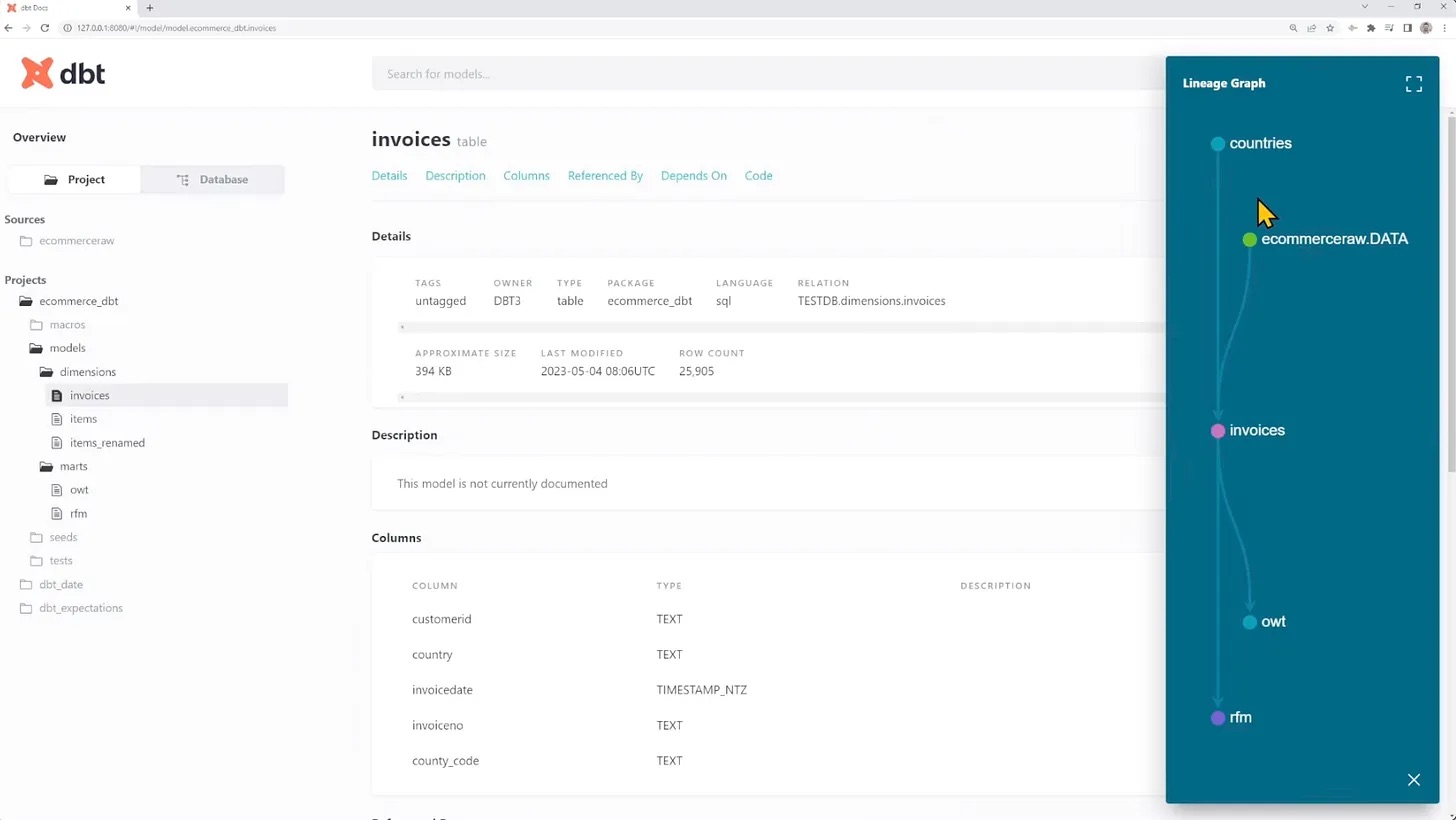 dbt Docs
127.0.0.1:8080/#!/model/model.ecommerce_dbt.invoices
dbt
Search for models...
Overview
Project
Database
Sources
ecommerceraw
Projects
ecommerce_dbt
macros
models
dimensions
invoices
items
items_renamed
marts
owt
rfm
seeds
tests
dbt_date
dbt_expectations
invoices table
Details Description Columns Referenced By Depends On Code
Details
TAGS OWNER TYPE PACKAGE LANGUAGE RELATION
untagged DBT3 table ecommerce_dbt sql TESTDB.dimensions.invoices
APPROXIMATE SIZE LAST MODIFIED ROW COUNT
394 KB 2023-05-04 08:06UTC 25,905
Description
This model is not currently documented
Columns
COLUMN TYPE DESCRIPTION
customerid TEXT
country TEXT
invoicedate TIMESTAMP_NTZ
invoiceno TEXT
county_code TEXT
Lineage Graph
countries
ecommerceraw.DATA
invoices
owt
rfm